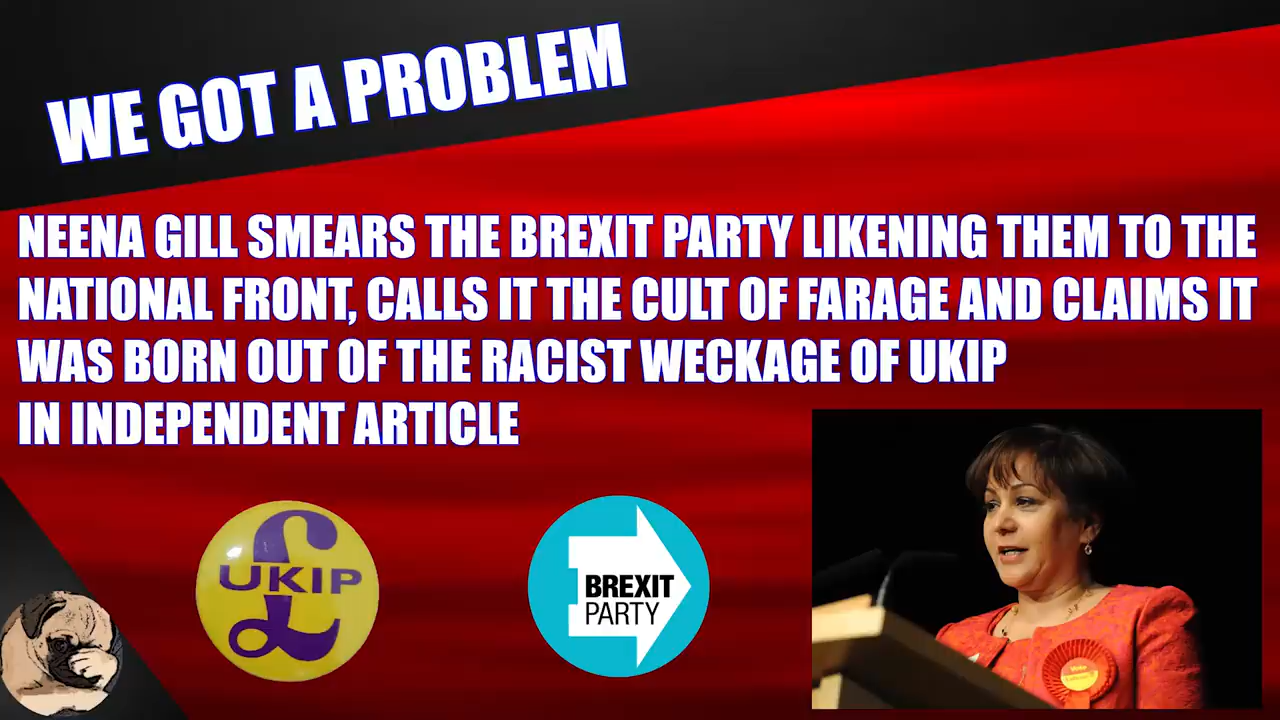 WE GOT A PROBLEM
NEENA GILL SMEARS THE BREXIT PARTY LIKENING THEM TO THE
NATIONAL FRONT, CALLS IT THE CULT OF FARAGE AND CLAIMS IT
WAS BORN OUT OF THE RACIST WECKAGE OF UKIP
IN INDEPENDENT ARTICLE
UKIP
BREXIT
PARTY
Vote
Labour